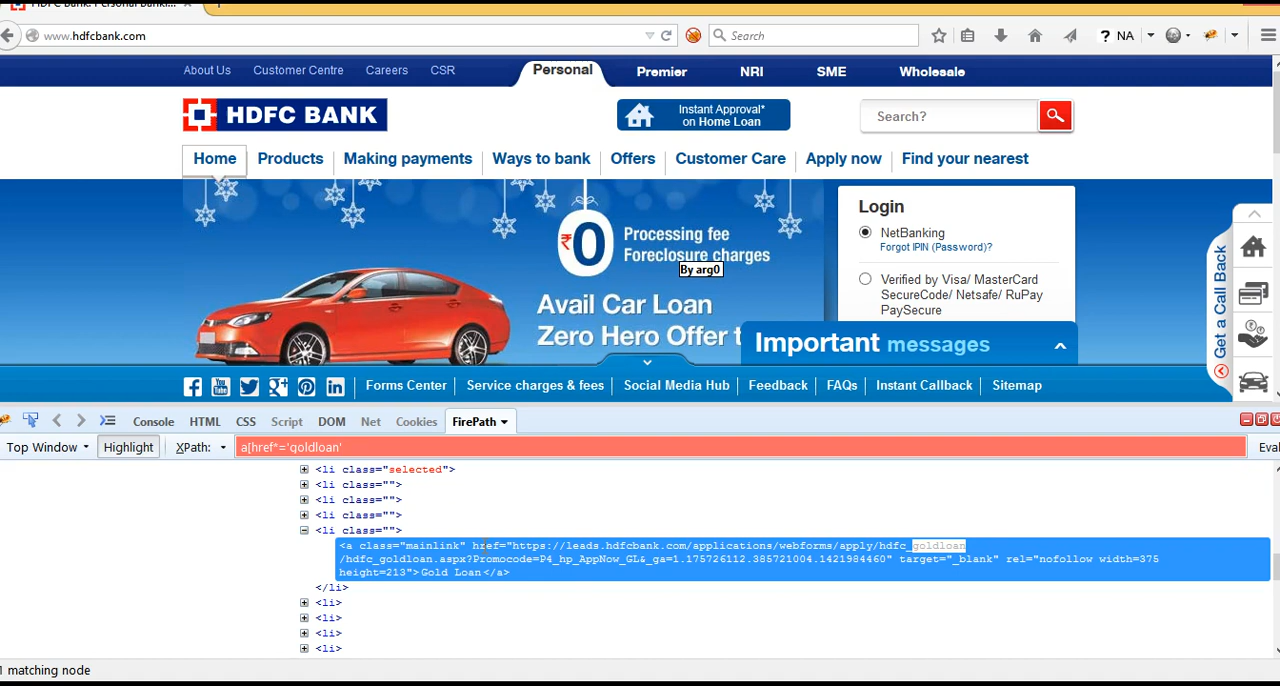 HDFC Bank: Personal Banki...
www.hdfcbank.com
Search
? NA
About Us Customer Centre Careers CSR Personal Premier NRI SME Wholesale
HDFC BANK
Instant Approval*
on Home Loan
Search?
Home Products Making payments Ways to bank Offers Customer Care Apply now Find your nearest
₹0 Processing fee
Foreclosure charges
By arg0
Avail Car Loan
Zero Hero Offer t
Login
NetBanking
Forgot IPIN (Password)?
Verified by Visa/ MasterCard
SecureCode/ Netsafe/ RuPay
PaySecure
Important messages
Get a Call Back
Forms Center Service charges & fees Social Media Hub Feedback FAQs Instant Callback Sitemap
Console HTML CSS Script DOM Net Cookies FirePath
Top Window Highlight XPath: a[href*='goldloan' Eval
<li class="selected">
<li class="">
<li class="">
<li class="">
<li class="">
<a class="mainlink" href="https://leads.hdfcbank.com/applications/webforms/apply/hdfc_goldloan
/hdfc_goldloan.aspx?Promocode=P4_hp_AppNow_GL&_ga=1.175726112.385721004.1421984460" target="_blank" rel="nofollow width=375
height=213">Gold Loan</a>
</li>
<li>
<li>
<li>
<li>
1 matching node